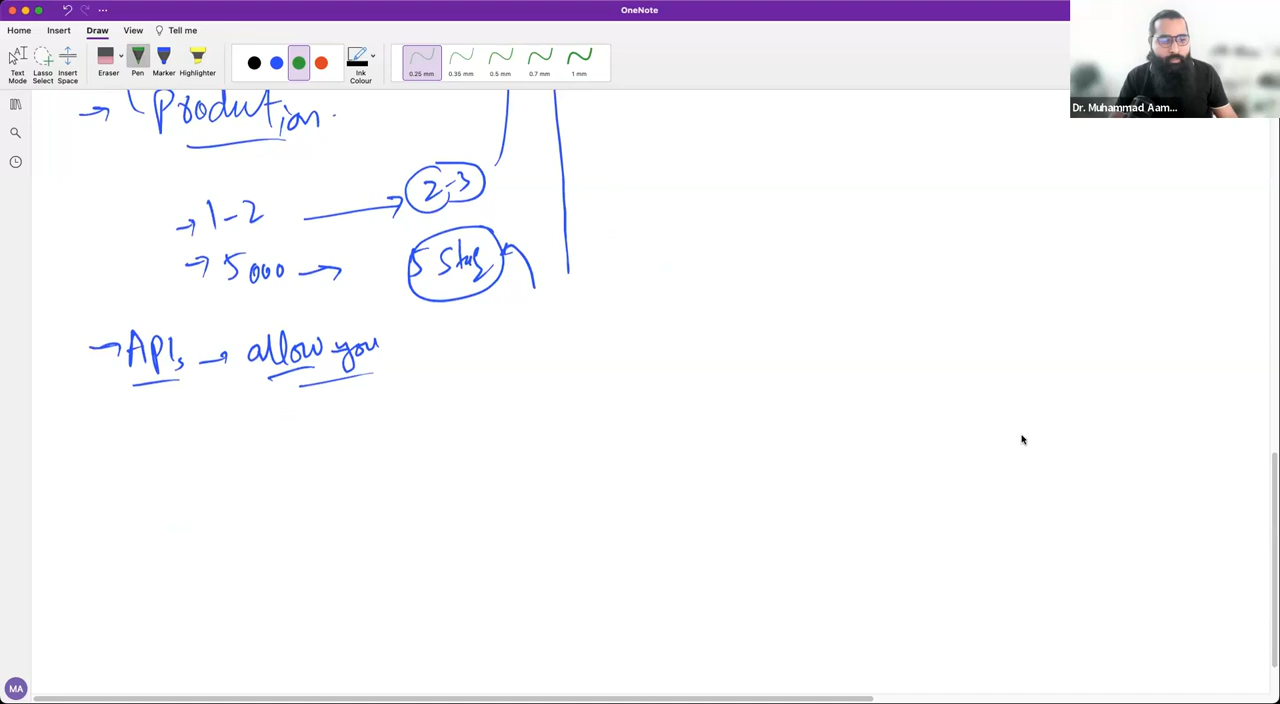 OneNote
Home Insert Draw View Tell me
Text Mode
Lasso Select
Insert Space
Eraser
Pen
Marker
Highlighter
Ink Colour
0.25 mm
0.35 mm
0.5 mm
0.7 mm
1 mm
Dr. Muhammad Aam...
→ Prodution.
→ 1-2 → 2-3
→ 5000 → 5
→ APIs → allow you
MA